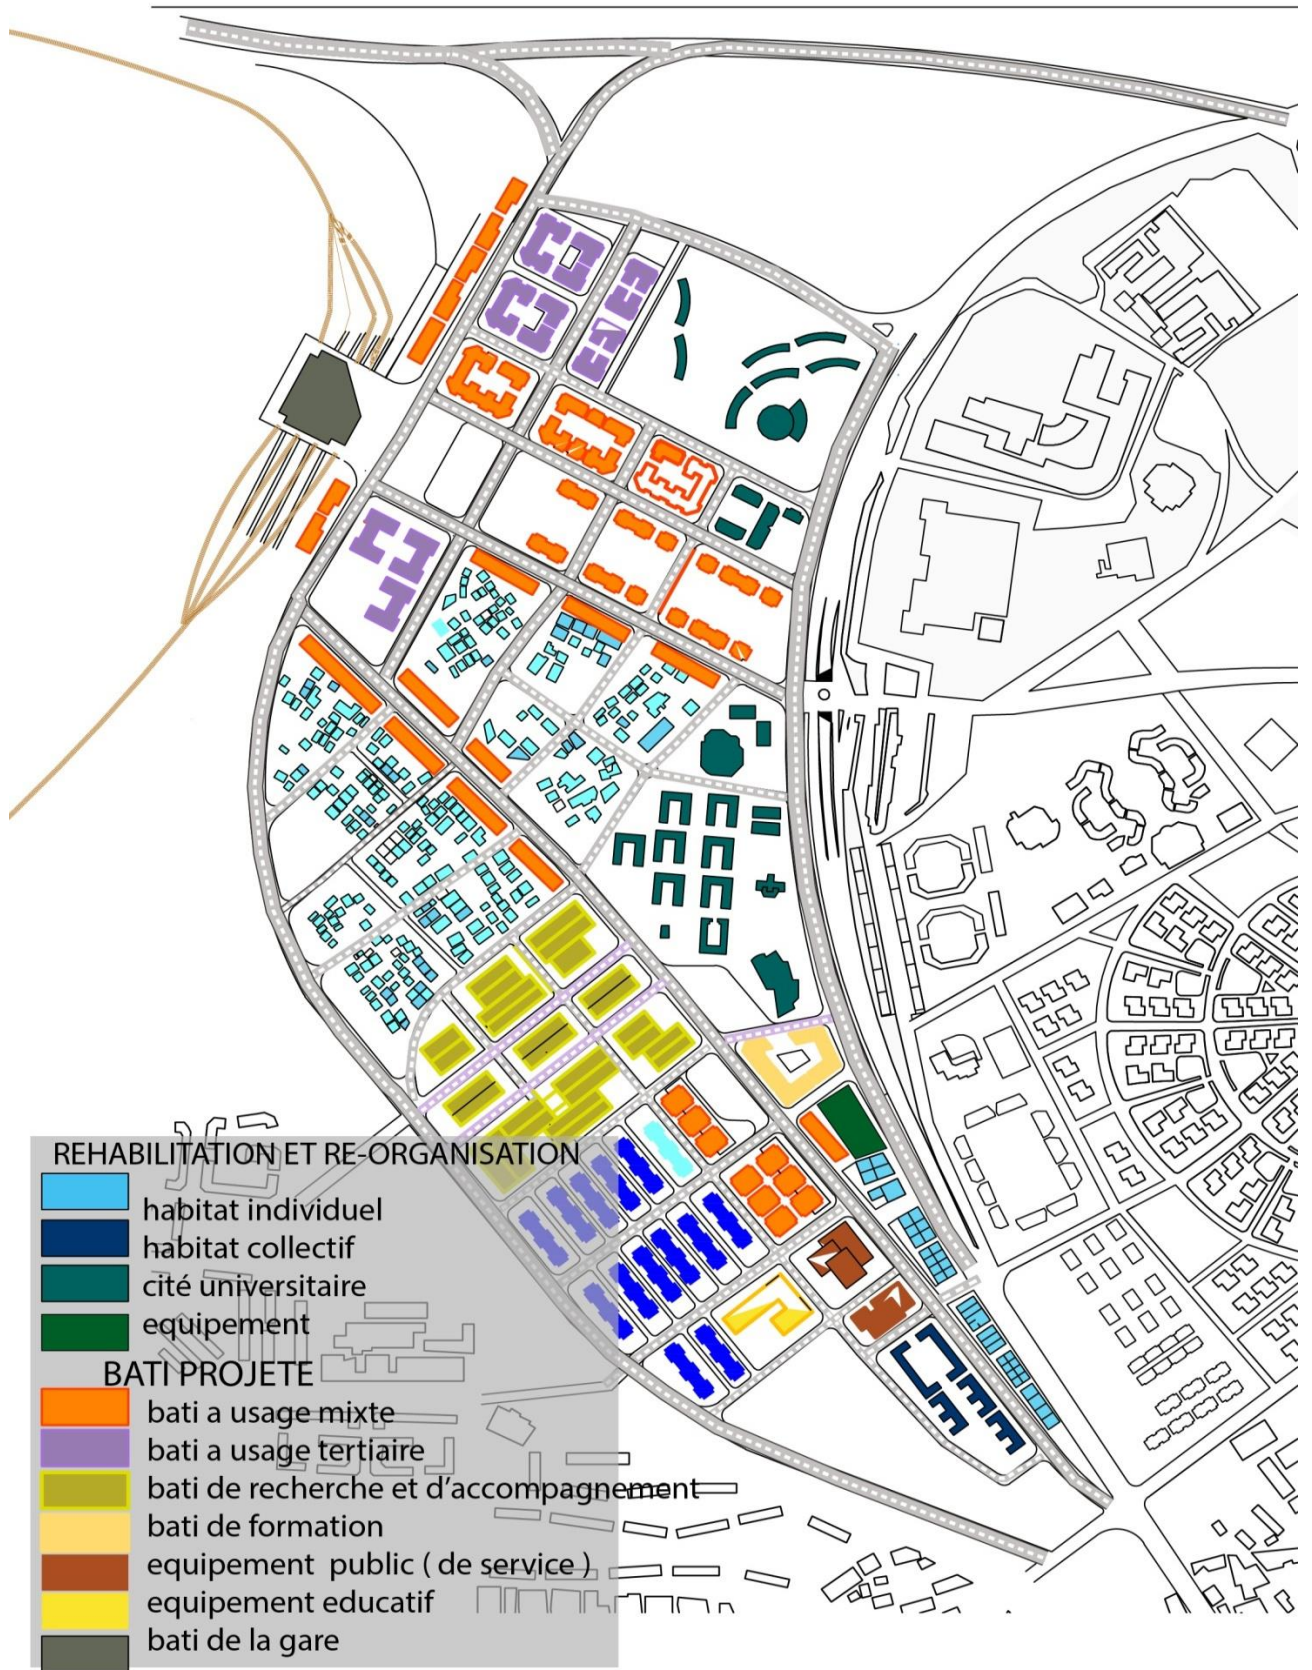 REHABILITATION ET RE-ORGANISATION
habitat individuel
habitat collectif
cité universitaire
equipement
BATI PROJETE
bati a usage mixte
bati a usage tertiaire
bati de recherche et d'accompagnement
bati de formation
equipement public ( de service )
equipement educatif
bati de la gare